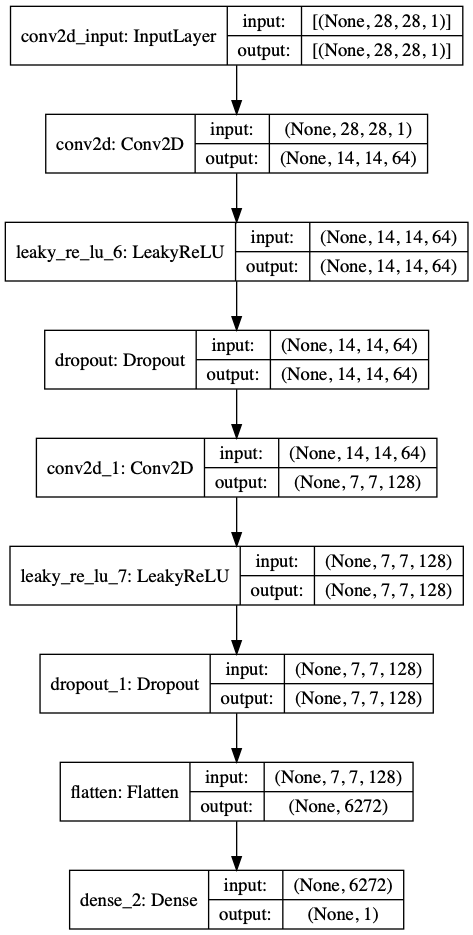 conv2d_input: InputLayer
input: [(None, 28, 28, 1)]
output: [(None, 28, 28, 1)]
conv2d: Conv2D
input: (None, 28, 28, 1)
output: (None, 14, 14, 64)
leaky_re_lu_6: LeakyReLU
input: (None, 14, 14, 64)
output: (None, 14, 14, 64)
dropout: Dropout
input: (None, 14, 14, 64)
output: (None, 14, 14, 64)
conv2d_1: Conv2D
input: (None, 14, 14, 64)
output: (None, 7, 7, 128)
leaky_re_lu_7: LeakyReLU
input: (None, 7, 7, 128)
output: (None, 7, 7, 128)
dropout_1: Dropout
input: (None, 7, 7, 128)
output: (None, 7, 7, 128)
flatten: Flatten
input: (None, 7, 7, 128)
output: (None, 6272)
dense_2: Dense
input: (None, 6272)
output: (None, 1)